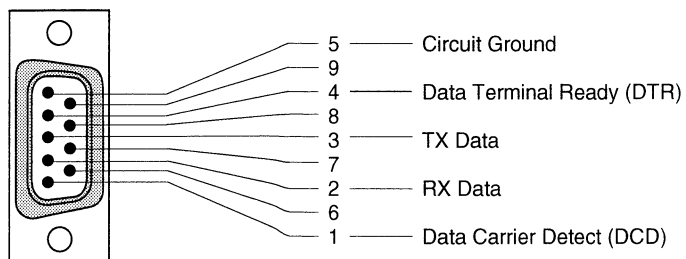 5 Circuit Ground
9
4 Data Terminal Ready (DTR)
8
3 TX Data
7
2 RX Data
6
1 Data Carrier Detect (DCD)